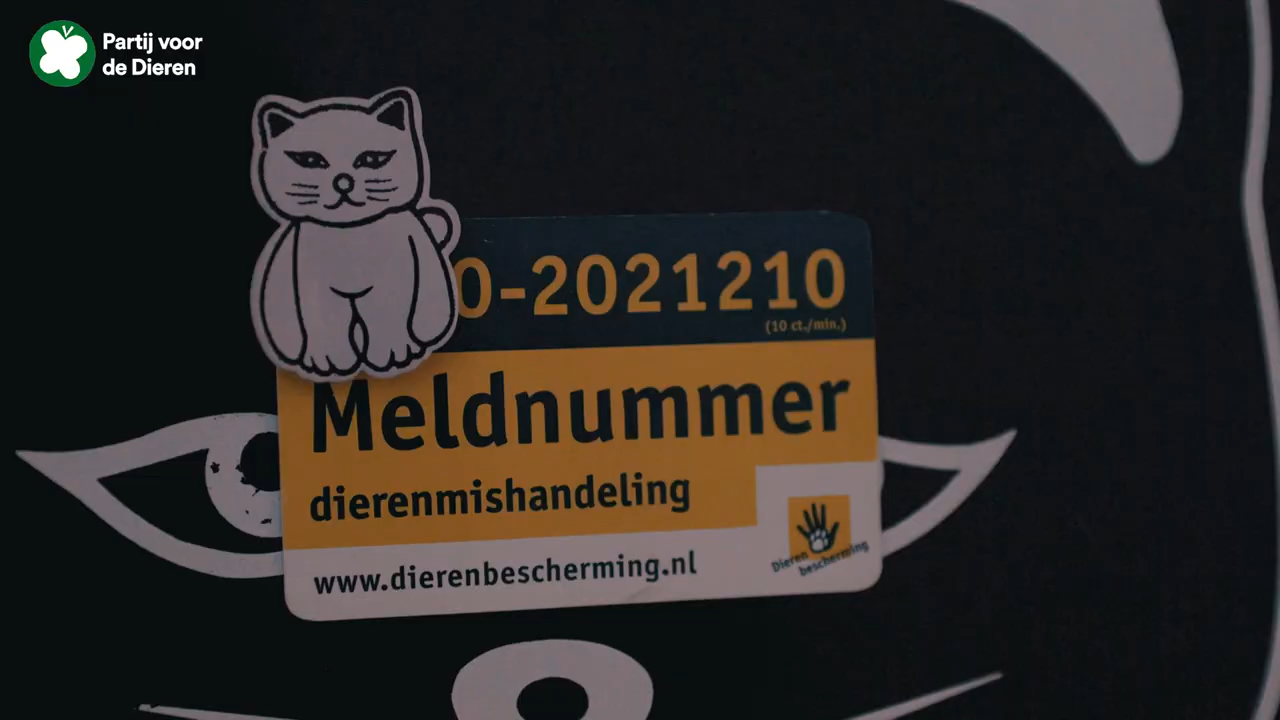 Partij voor
de Dieren
0-2021210
(10 ct./min.)
Meldnummer
dierenmishandeling
www.dierenbescherming.nl
Dieren
bescherming